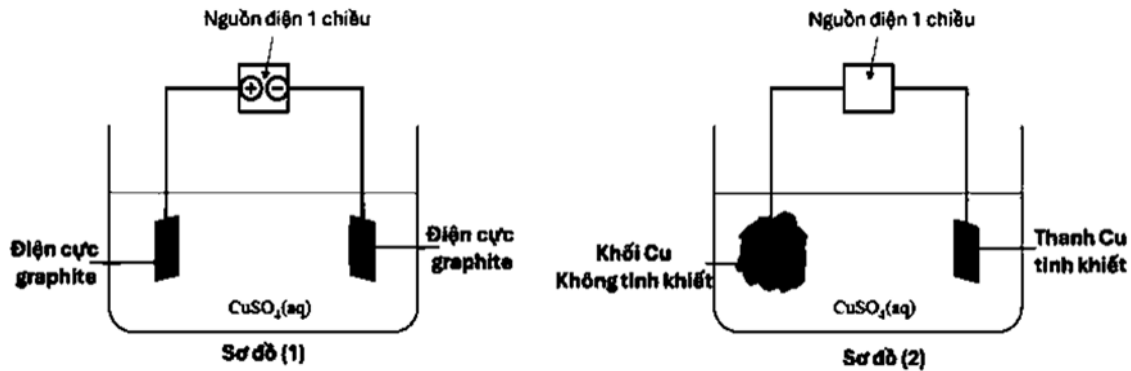 Nguồn điện 1 chiều
+ −
Điện cực
graphite
Điện cực
graphite
CuSO₄(aq)
Sơ đồ (1)
Nguồn điện 1 chiều
Khối Cu
Không tinh khiết
Thanh Cu
tinh khiết
CuSO₄(aq)
Sơ đồ (2)